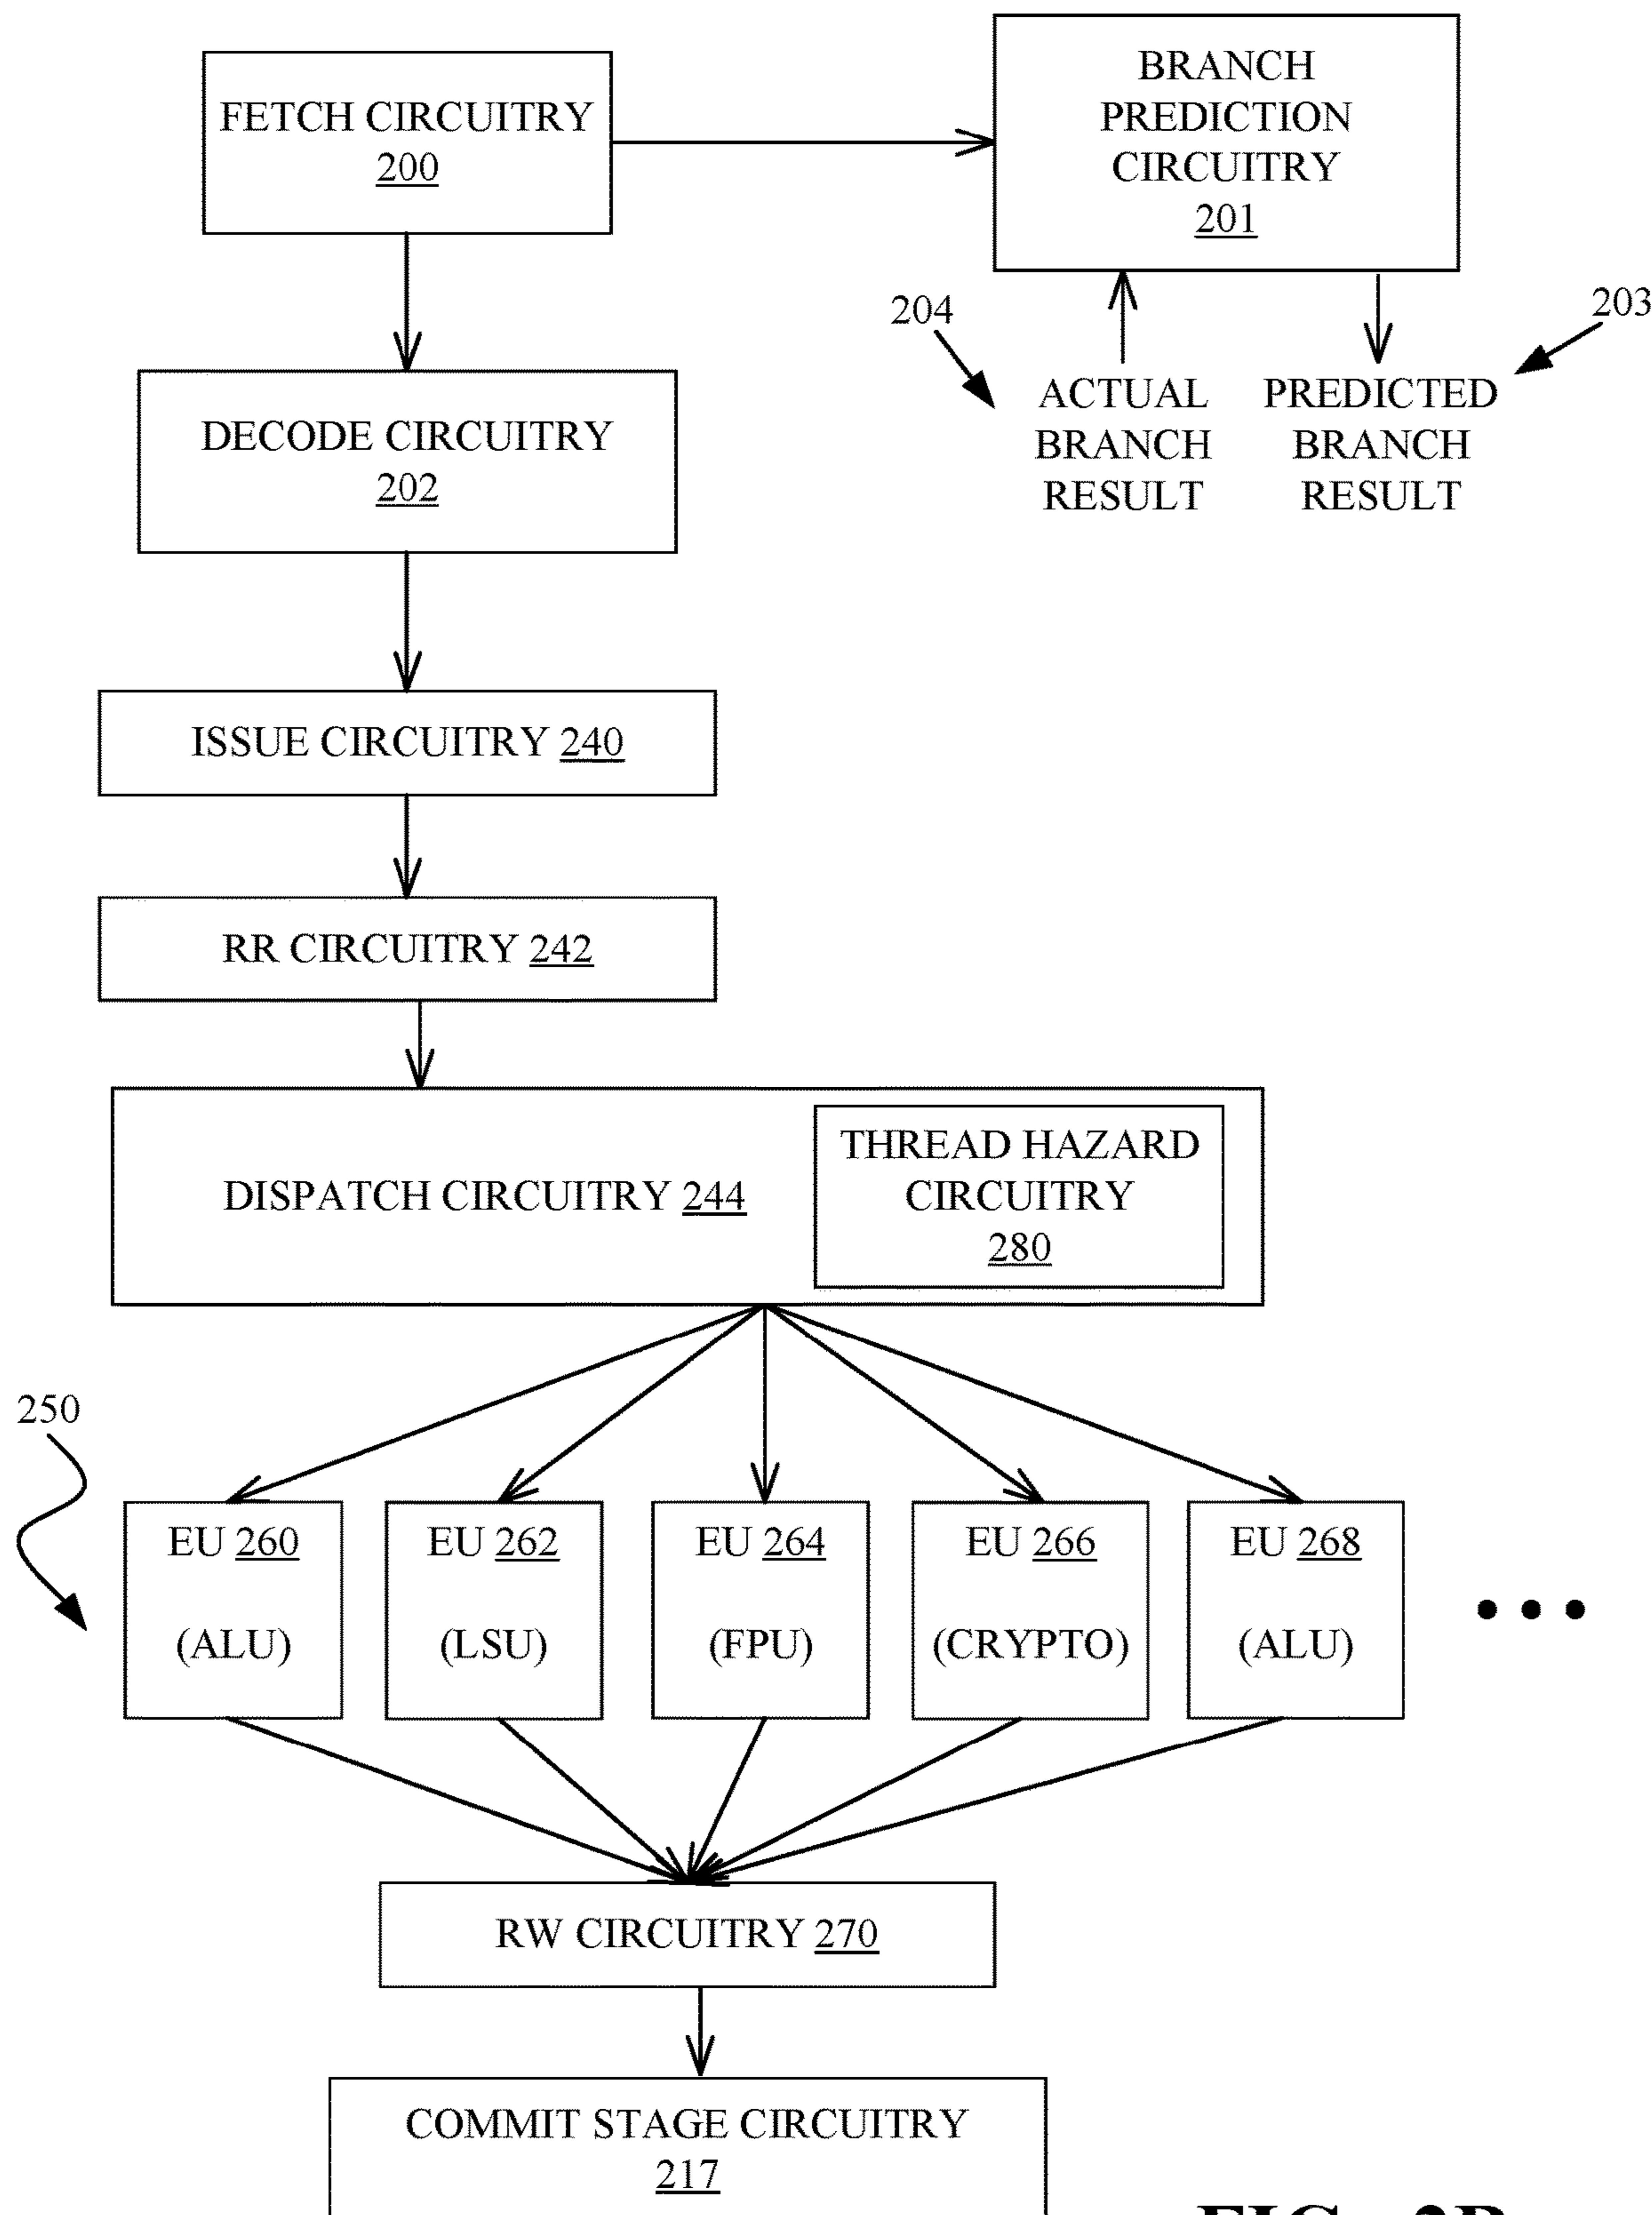 FETCH CIRCUITRY
200
BRANCH
PREDICTION
CIRCUITRY
201
204
203
ACTUAL
BRANCH
RESULT
PREDICTED
BRANCH
RESULT
DECODE CIRCUITRY
202
ISSUE CIRCUITRY 240
RR CIRCUITRY 242
DISPATCH CIRCUITRY 244
THREAD HAZARD
CIRCUITRY
280
250
EU 260
(ALU)
EU 262
(LSU)
EU 264
(FPU)
EU 266
(CRYPTO)
EU 268
(ALU)
RW CIRCUITRY 270
COMMIT STAGE CIRCUITRY
217